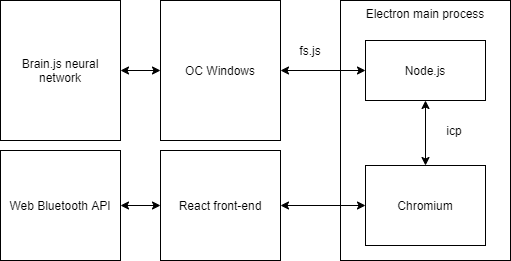 Electron main process
Brain.js neural
network
OC Windows
fs.js
Node.js
icp
Web Bluetooth API
React front-end
Chromium